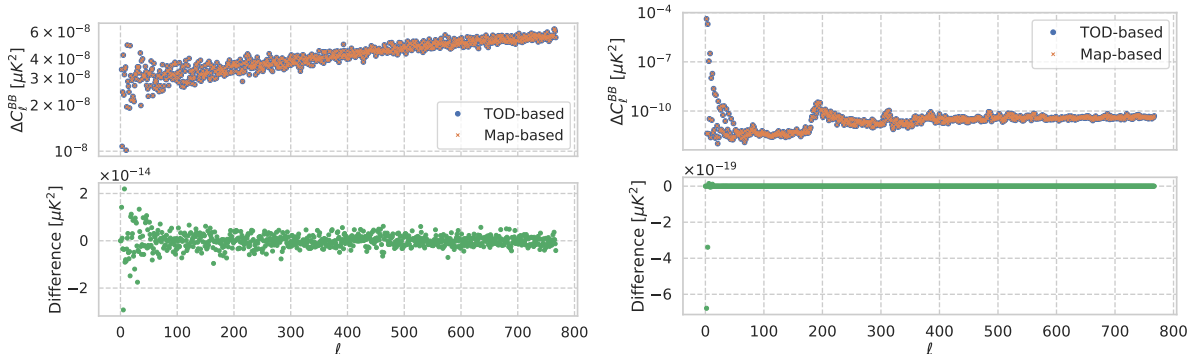 6 × 10⁻⁸
4 × 10⁻⁸
3 × 10⁻⁸
2 × 10⁻⁸
10⁻⁸
ΔC_ℓ^{BB} [μK²]
TOD-based
Map-based
×10⁻¹⁴
2
0
−2
Difference [μK²]
0 100 200 300 400 500 600 700 800
ℓ
10⁻⁴
10⁻⁷
10⁻¹⁰
ΔC_ℓ^{BB} [μK²]
TOD-based
Map-based
×10⁻¹⁹
0
−2
−4
−6
Difference [μK²]
0 100 200 300 400 500 600 700 800
ℓ